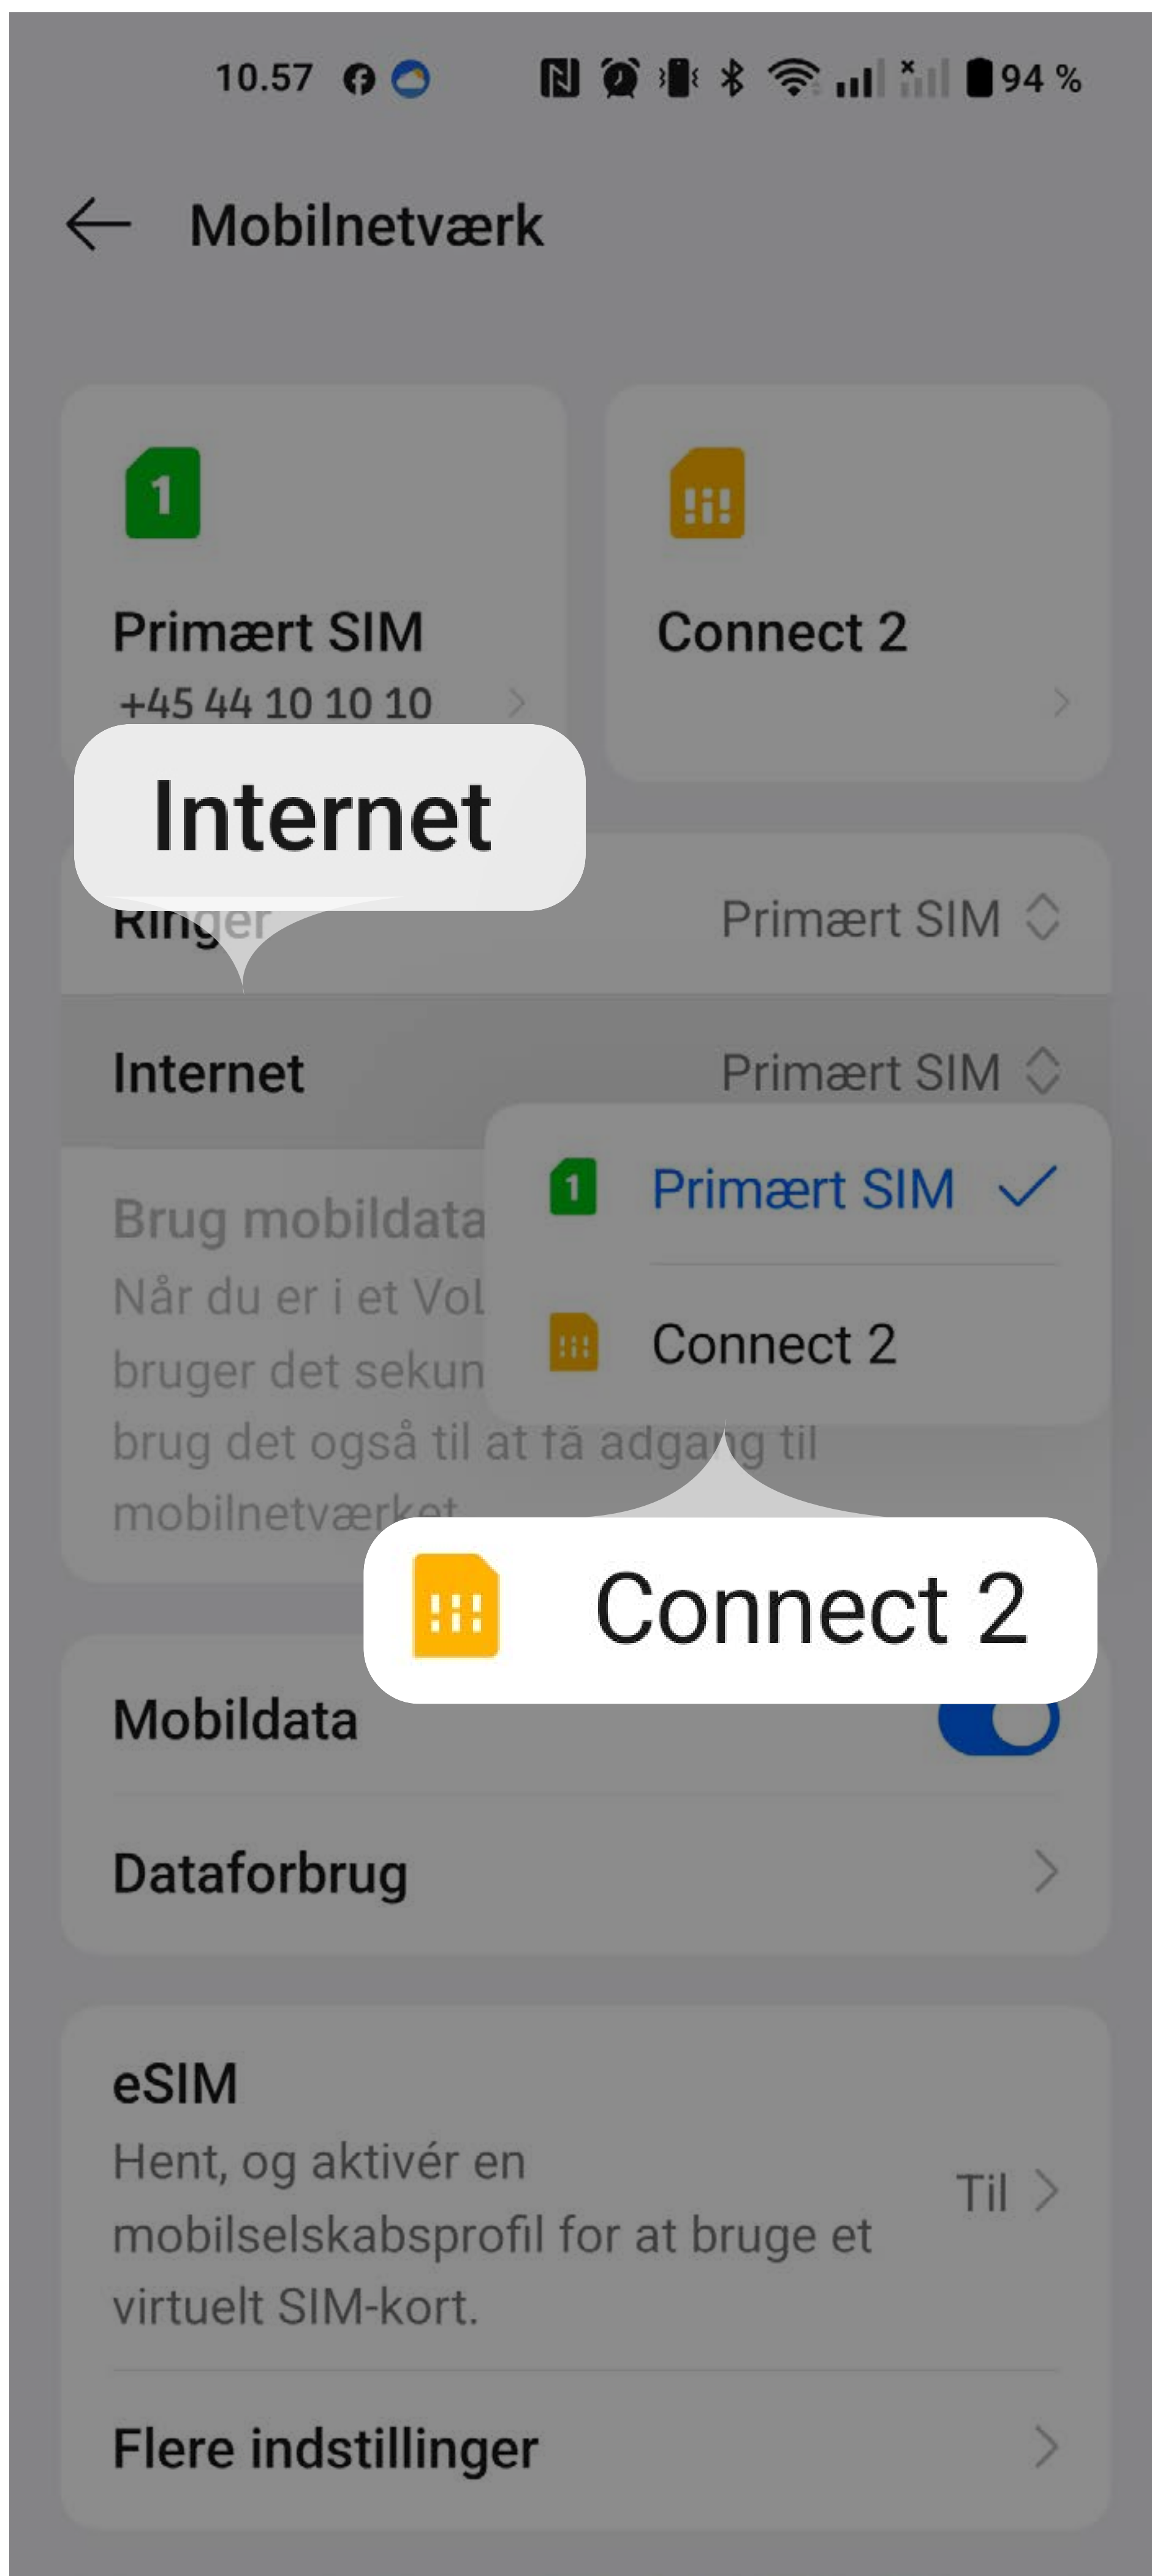 10.57
94 %
Mobilnetværk
1
Primært SIM
+45 44 10 10 10
Connect 2
Internet
Ringer
Primært SIM
Internet
Primært SIM
1
Primært SIM
Connect 2
Brug mobildata
Når du er i et VoL
bruger det sekun
brug det også til at få adgang til
mobilnetværket
Connect 2
Mobildata
Dataforbrug
eSIM
Hent, og aktivér en
mobilselskabsprofil for at bruge et
virtuelt SIM-kort.
Til
Flere indstillinger